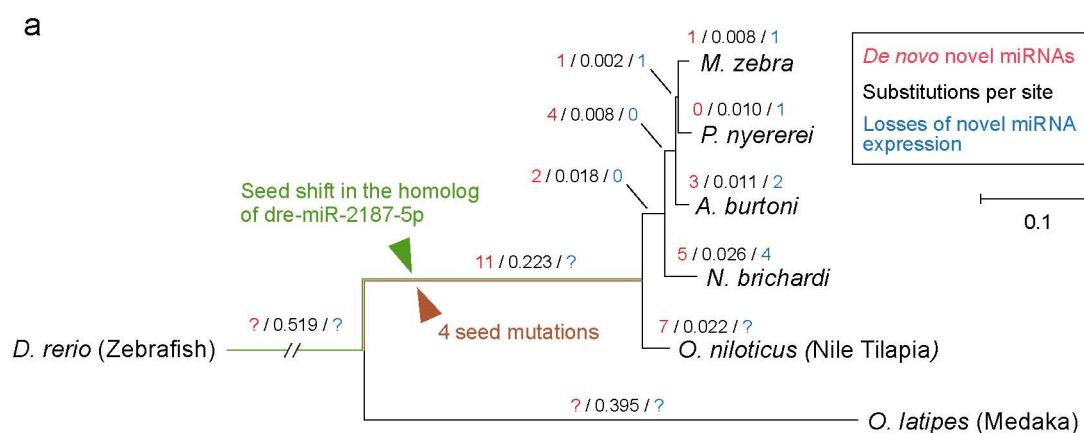 a
1 / 0.008 / 1
M. zebra
1 / 0.002 / 1
0 / 0.010 / 1
P. nyererei
4 / 0.008 / 0
3 / 0.011 / 2
A. burtoni
2 / 0.018 / 0
5 / 0.026 / 4
N. brichardi
Seed shift in the homolog
of dre-miR-2187-5p
11 / 0.223 / ?
4 seed mutations
7 / 0.022 / ?
O. niloticus (Nile Tilapia)
? / 0.519 / ?
D. rerio (Zebrafish)
//
? / 0.395 / ?
O. latipes (Medaka)
De novo novel miRNAs
Substitutions per site
Losses of novel miRNA
expression
0.1